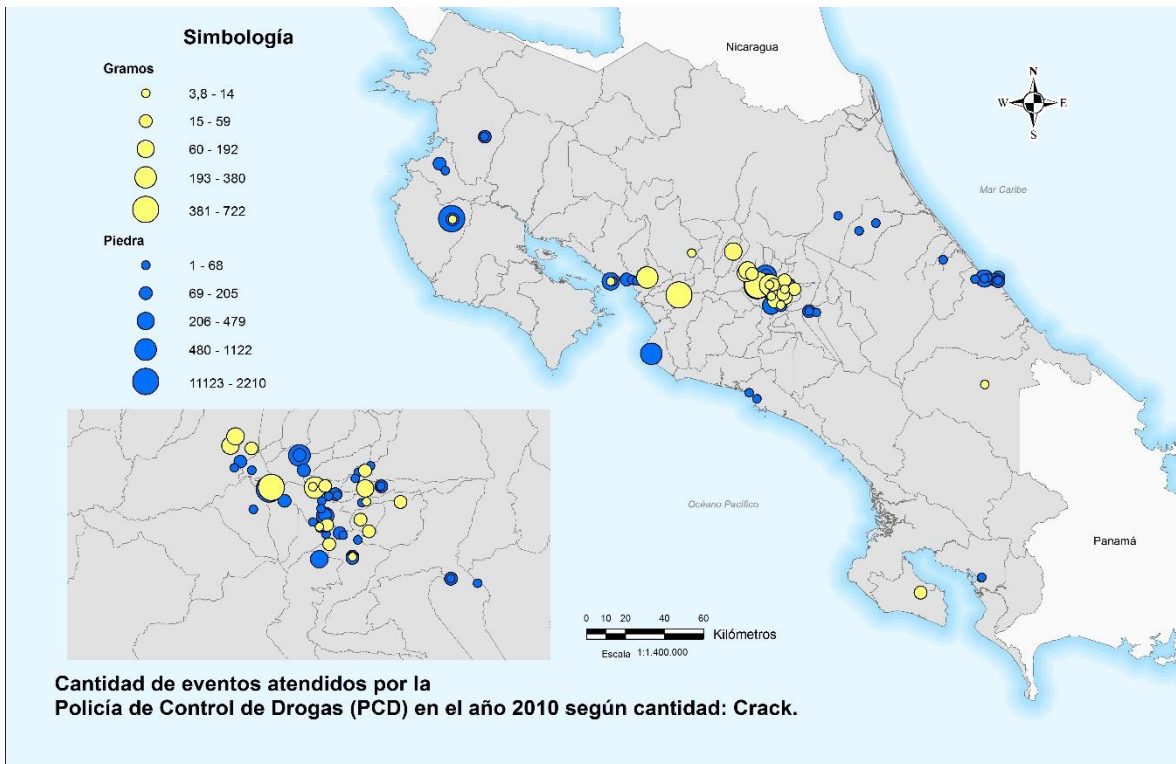 Simbología
Gramos
3,8 - 14
15 - 59
60 - 192
193 - 380
381 - 722
Piedra
1 - 68
69 - 205
206 - 479
480 - 1122
11123 - 2210
Nicaragua
N
W E
S
Mar Caribe
Océano Pacífico
Panamá
0 10 20 40 60
Kilómetros
Escala 1:1.400.000
Cantidad de eventos atendidos por la
Policía de Control de Drogas (PCD) en el año 2010 según cantidad: Crack.